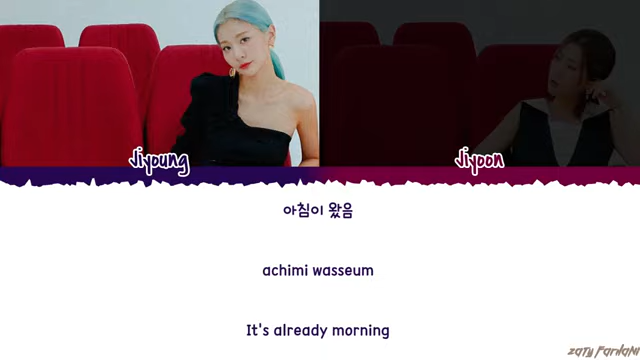 Jiyoung
Jiyoon
아침이 왔음
achimi wasseum
It's already morning
zaty farhani